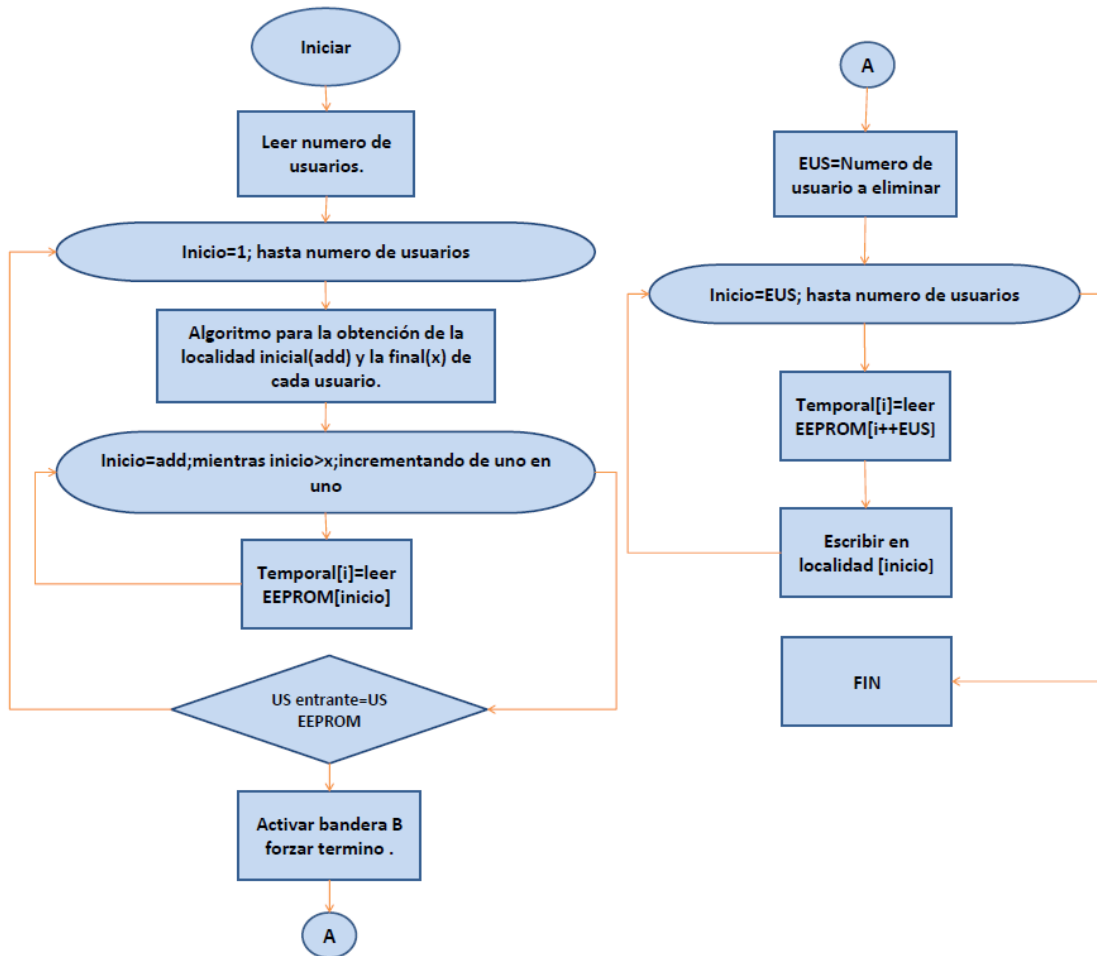 Iniciar
Leer numero de
usuarios.
Inicio=1; hasta numero de usuarios
Algoritmo para la obtención de la
localidad inicial(add) y la final(x) de
cada usuario.
Inicio=add;mientras inicio>x;incrementando de uno en
uno
Temporal[i]=leer
EEPROM[inicio]
US entrante=US
EEPROM
Activar bandera B
forzar termino .
A
A
EUS=Numero de
usuario a eliminar
Inicio=EUS; hasta numero de usuarios
Temporal[i]=leer
EEPROM[i++EUS]
Escribir en
localidad [inicio]
FIN